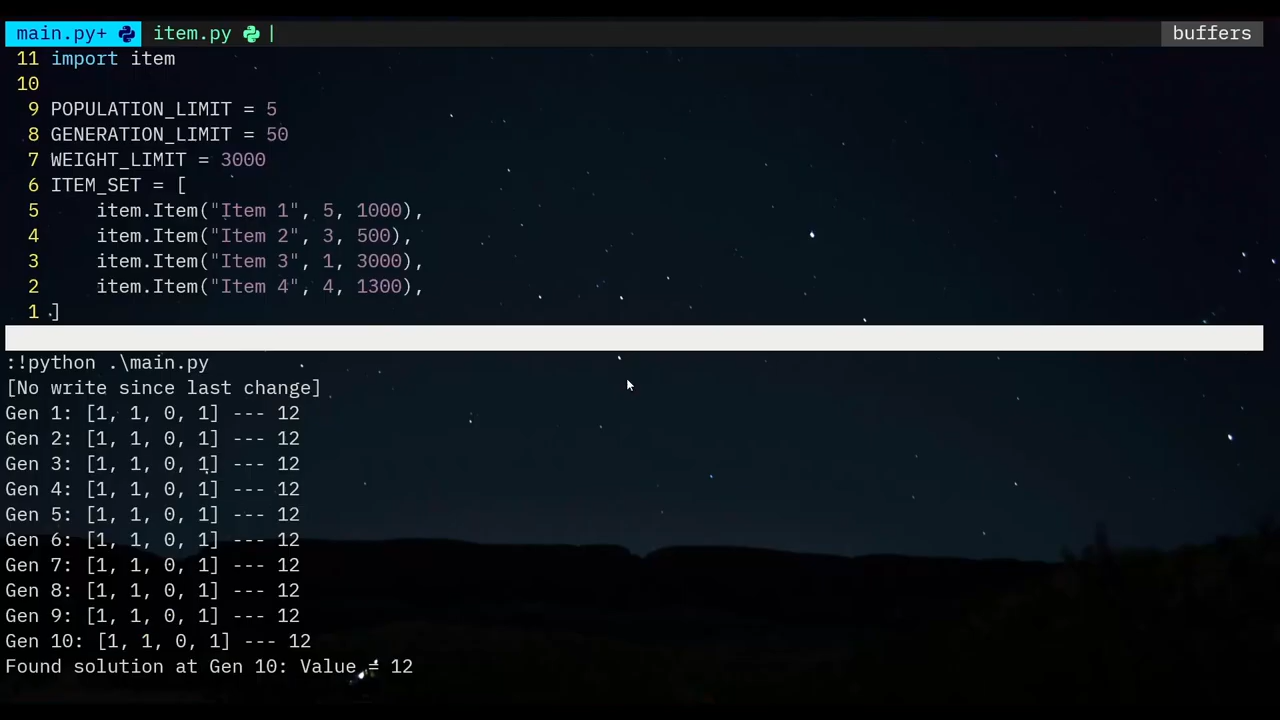 main.py+ item.py | buffers
11 import item
10
9 POPULATION_LIMIT = 5
8 GENERATION_LIMIT = 50
7 WEIGHT_LIMIT = 3000
6 ITEM_SET = [
5 item.Item("Item 1", 5, 1000),
4 item.Item("Item 2", 3, 500),
3 item.Item("Item 3", 1, 3000),
2 item.Item("Item 4", 4, 1300),
1 ]
:!python .\main.py
[No write since last change]
Gen 1: [1, 1, 0, 1] --- 12
Gen 2: [1, 1, 0, 1] --- 12
Gen 3: [1, 1, 0, 1] --- 12
Gen 4: [1, 1, 0, 1] --- 12
Gen 5: [1, 1, 0, 1] --- 12
Gen 6: [1, 1, 0, 1] --- 12
Gen 7: [1, 1, 0, 1] --- 12
Gen 8: [1, 1, 0, 1] --- 12
Gen 9: [1, 1, 0, 1] --- 12
Gen 10: [1, 1, 0, 1] --- 12
Found solution at Gen 10: Value = 12